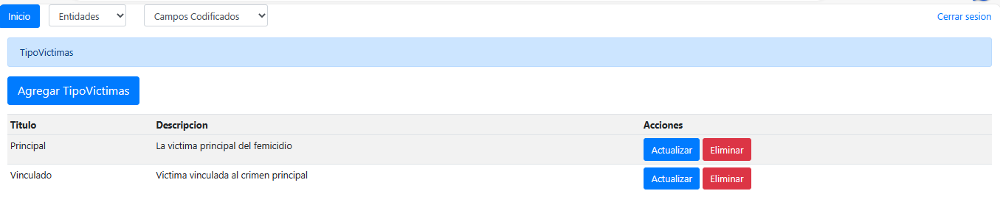 Inicio Entidades Campos Codificados Cerrar sesion
TipoVictimas
Agregar TipoVictimas
Titulo Descripcion Acciones
Principal La victima principal del femicidio Actualizar Eliminar
Vinculado Victima vinculada al crimen principal Actualizar Eliminar